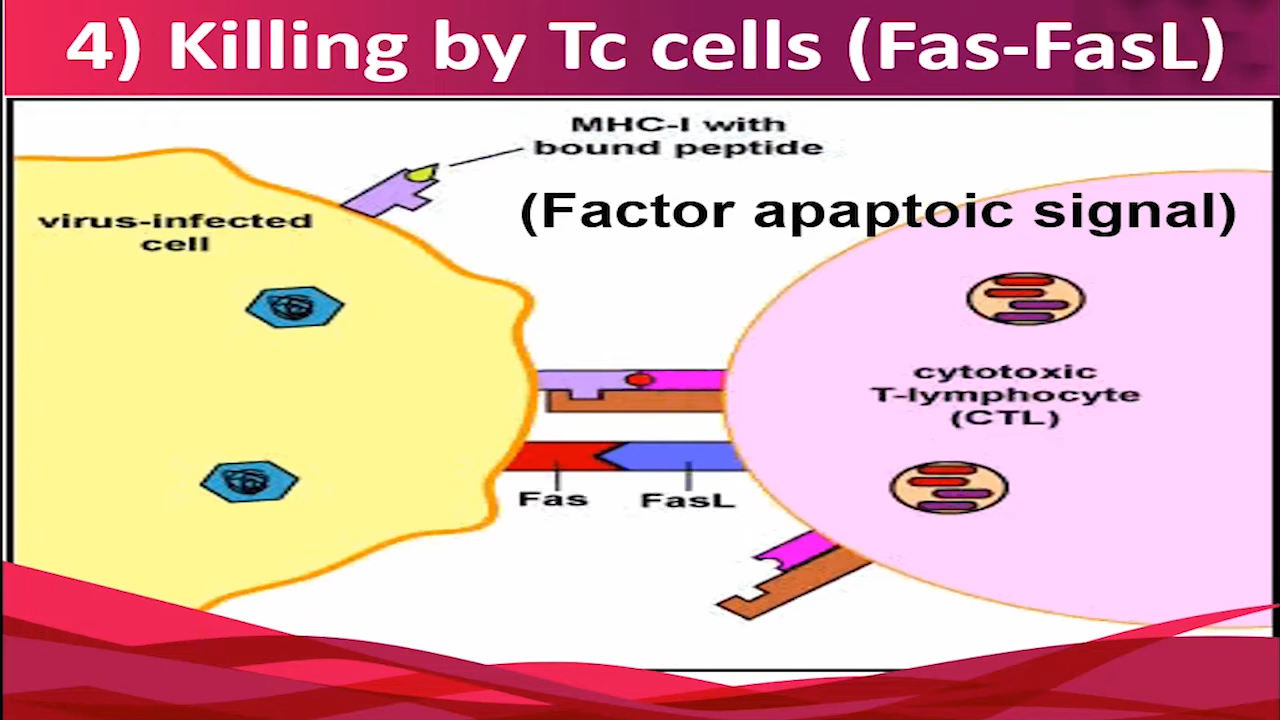 4) Killing by Tc cells (Fas-FasL)
MHC-I with
bound peptide
(Factor apaptoic signal)
virus-infected
cell
cytotoxic
T-lymphocyte
(CTL)
Fas
FasL